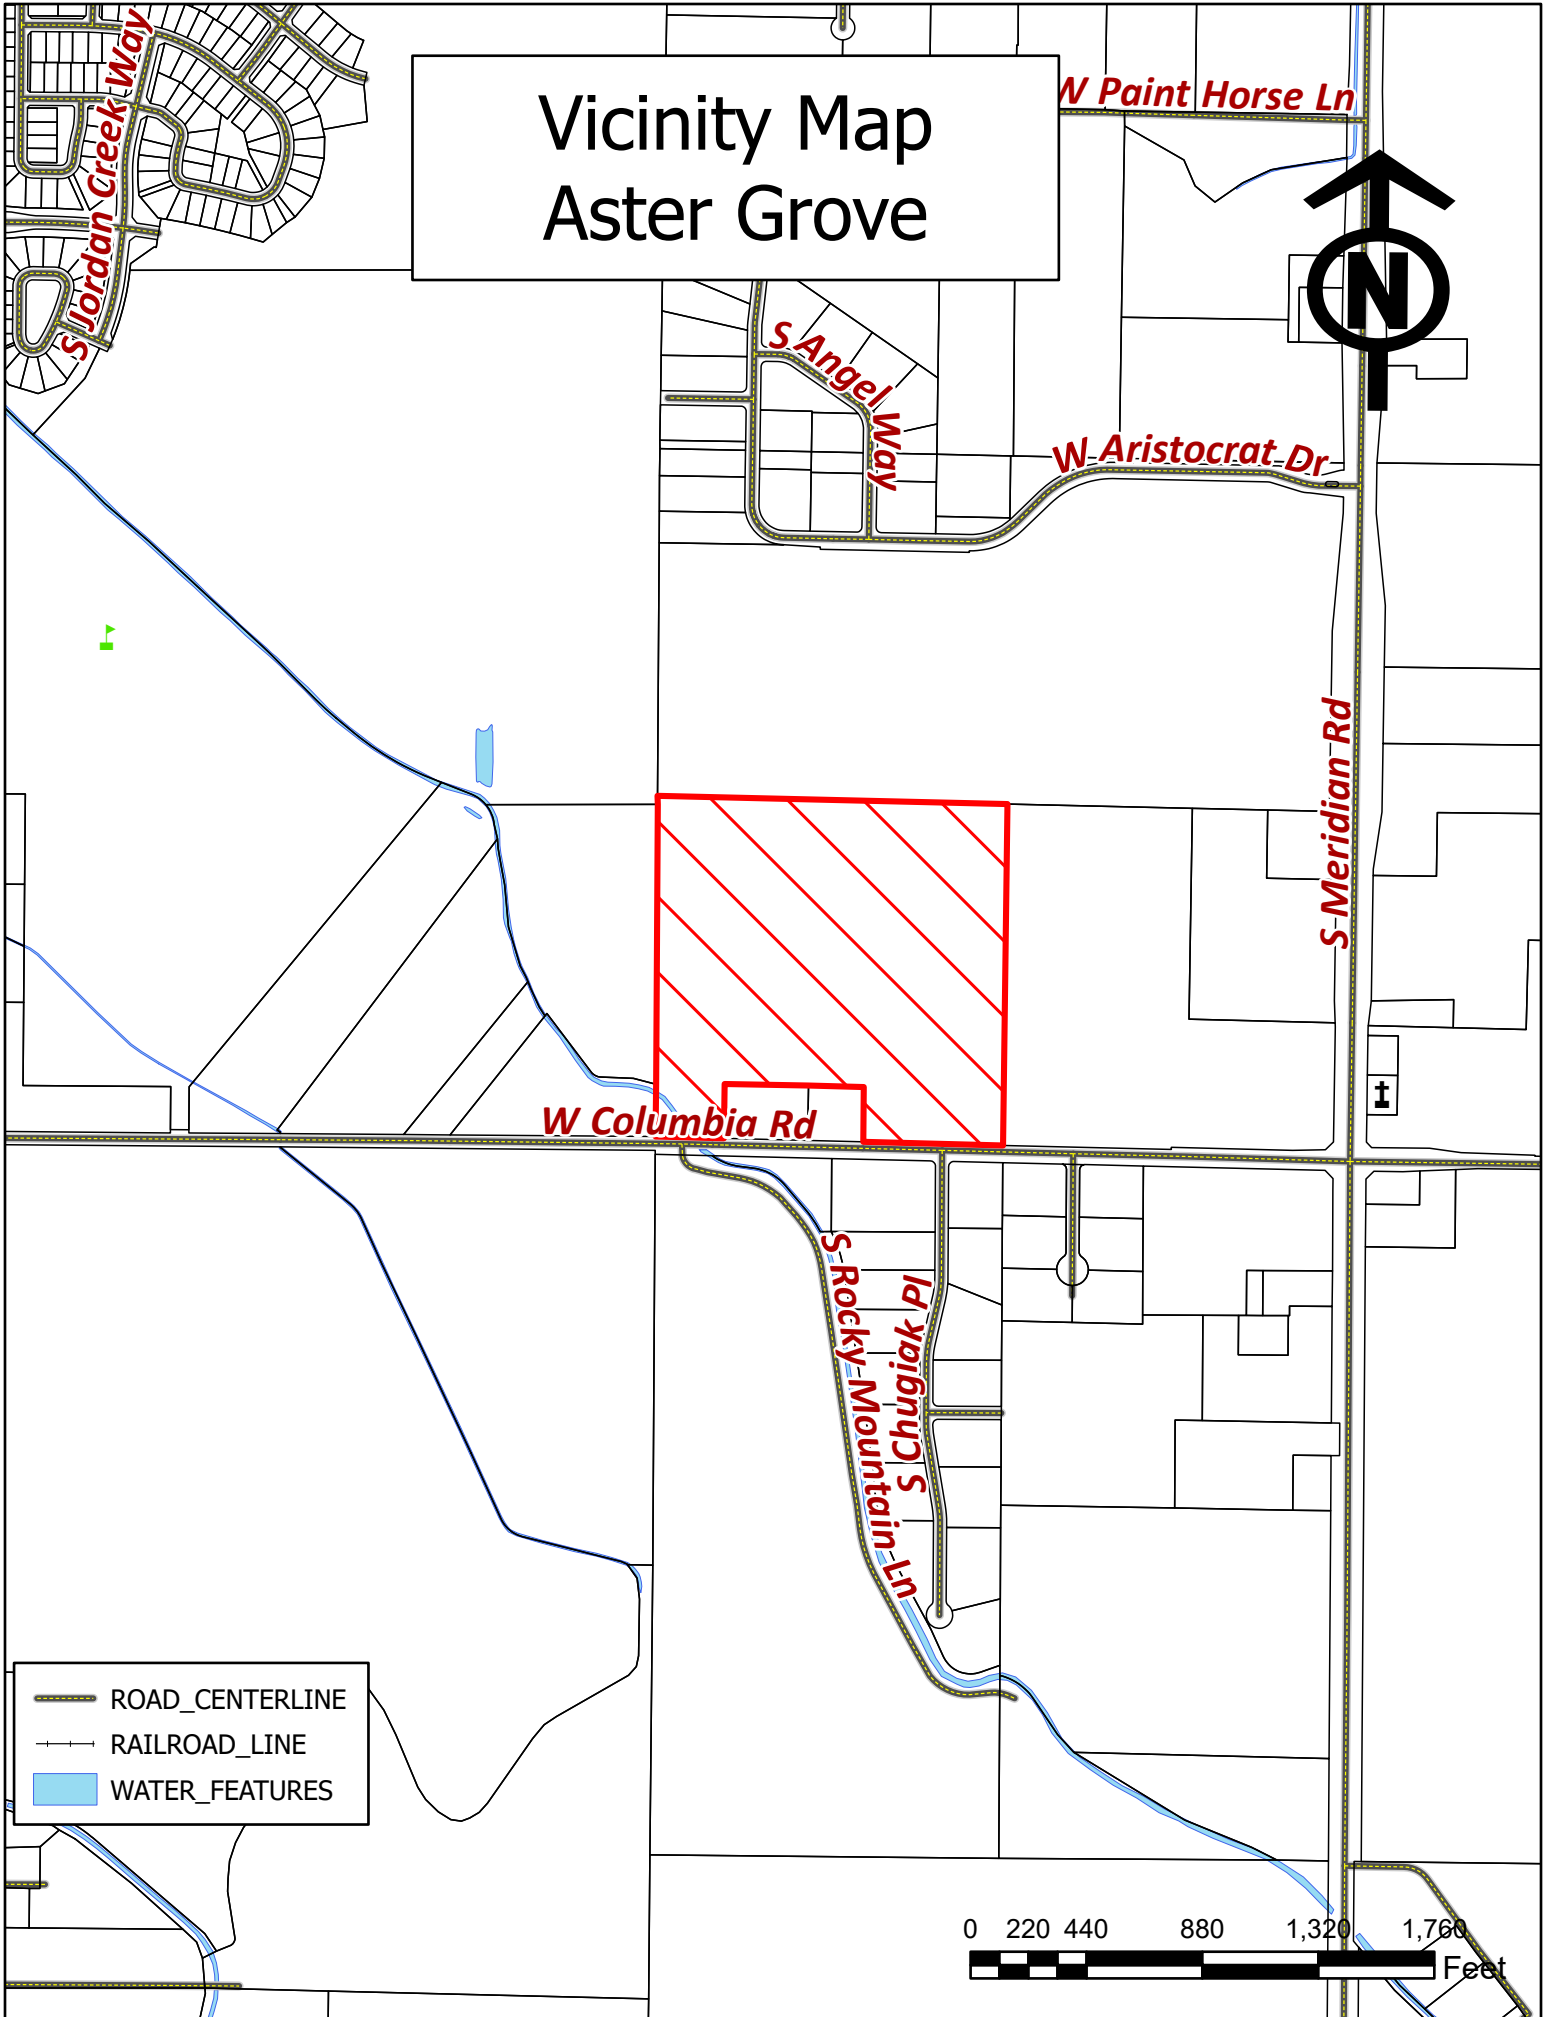 Vicinity Map
Aster Grove
W Paint Horse Ln
S Jordan Creek Way
N
S Angel Way
W Aristocrat Dr
S Meridian Rd
W Columbia Rd
S Rocky Mountain Ln
S Chugiak Pl
ROAD_CENTERLINE
RAILROAD_LINE
WATER_FEATURES
0 220 440 880 1,320 1,760
Feet